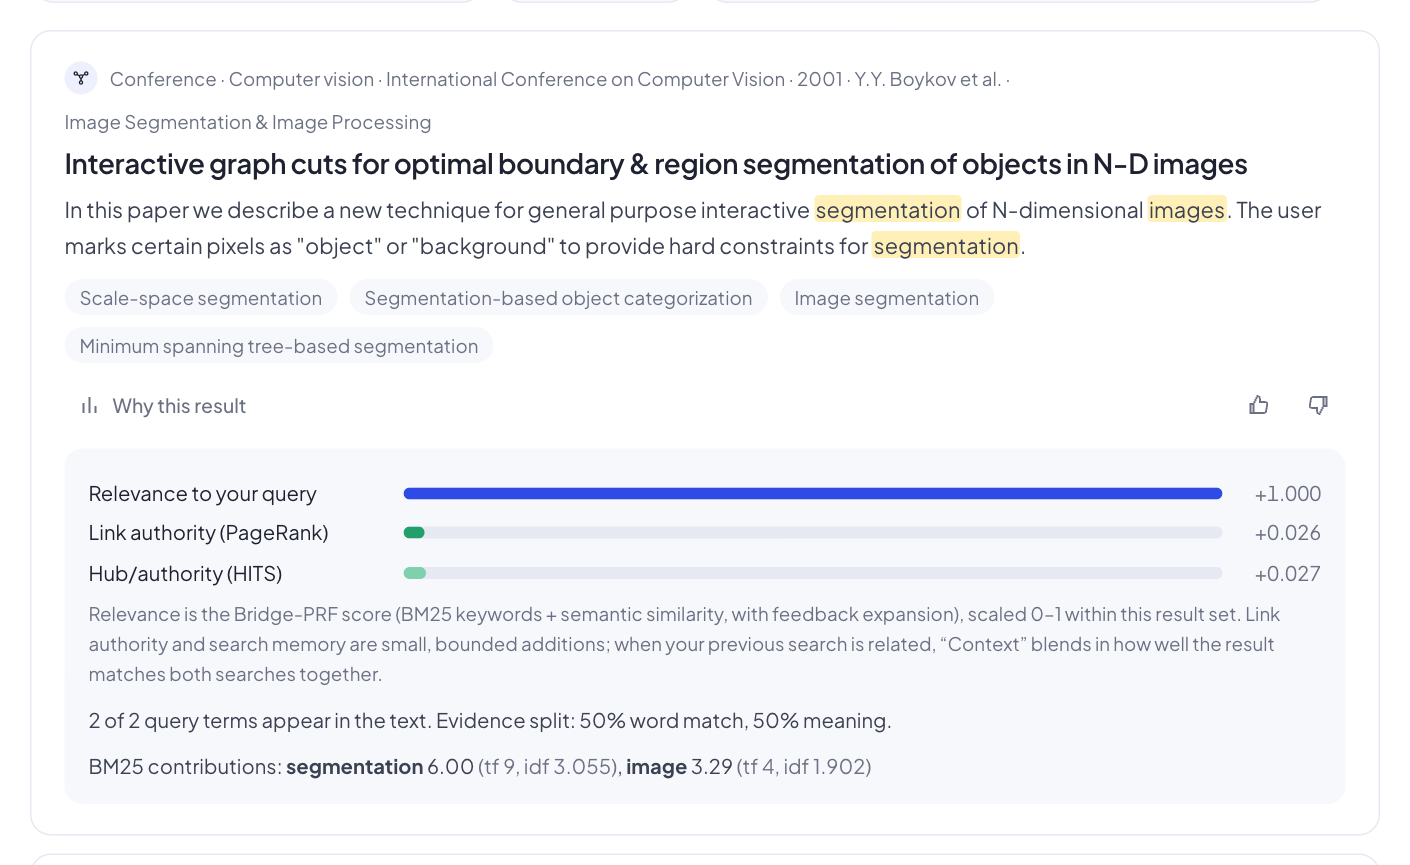 Conference · Computer vision · International Conference on Computer Vision · 2001 · Y.Y. Boykov et al. ·
Image Segmentation & Image Processing
Interactive graph cuts for optimal boundary & region segmentation of objects in N-D images
In this paper we describe a new technique for general purpose interactive segmentation of N-dimensional images. The user
marks certain pixels as "object" or "background" to provide hard constraints for segmentation.
Scale-space segmentation
Segmentation-based object categorization
Image segmentation
Minimum spanning tree-based segmentation
Why this result
Relevance to your query +1.000
Link authority (PageRank) +0.026
Hub/authority (HITS) +0.027
Relevance is the Bridge-PRF score (BM25 keywords + semantic similarity, with feedback expansion), scaled 0–1 within this result set. Link
authority and search memory are small, bounded additions; when your previous search is related, “Context” blends in how well the result
matches both searches together.
2 of 2 query terms appear in the text. Evidence split: 50% word match, 50% meaning.
BM25 contributions: segmentation 6.00 (tf 9, idf 3.055), image 3.29 (tf 4, idf 1.902)